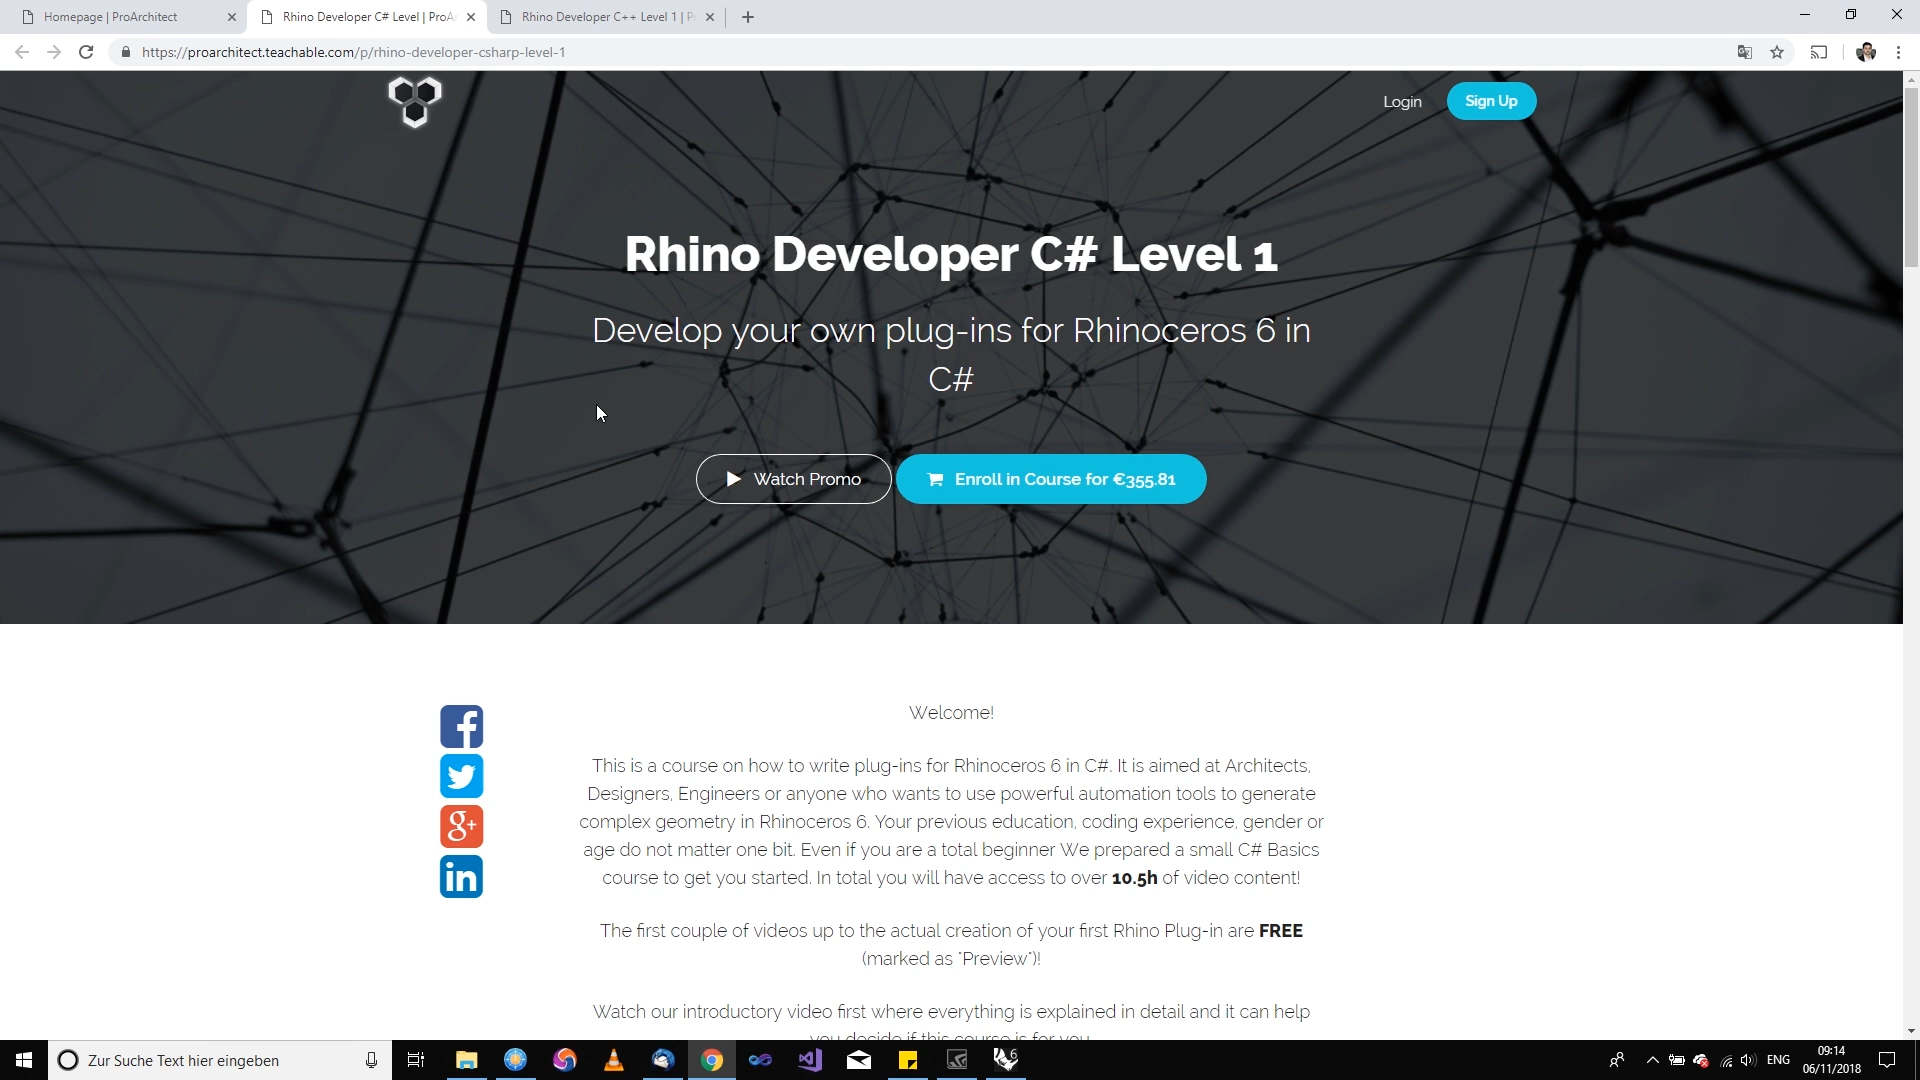 Homepage | ProArchitect
Rhino Developer C# Level | ProA
Rhino Developer C++ Level 1 | P
https://proarchitect.teachable.com/p/rhino-developer-csharp-level-1
Login
Sign Up
Rhino Developer C# Level 1
Develop your own plug-ins for Rhinoceros 6 in
C#
Watch Promo
Enroll in Course for €355.81
Welcome!
This is a course on how to write plug-ins for Rhinoceros 6 in C#. It is aimed at Architects,
Designers, Engineers or anyone who wants to use powerful automation tools to generate
complex geometry in Rhinoceros 6. Your previous education, coding experience, gender or
age do not matter one bit. Even if you are a total beginner We prepared a small C# Basics
course to get you started. In total you will have access to over 10.5h of video content!
The first couple of videos up to the actual creation of your first Rhino Plug-in are FREE
(marked as "Preview")!
Watch our introductory video first where everything is explained in detail and it can help
you decide if this course is for you
Zur Suche Text hier eingeben
ENG
09:14
06/11/2018